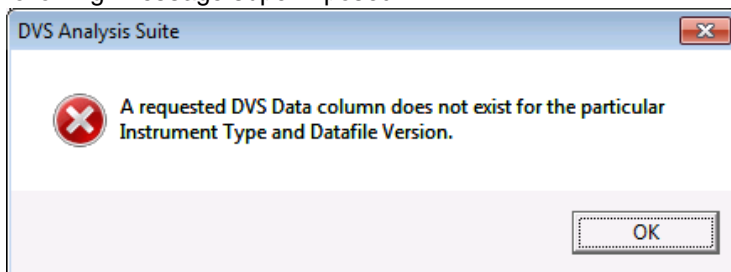 DVS Analysis Suite
A requested DVS Data column does not exist for the particular
Instrument Type and Datafile Version.
OK